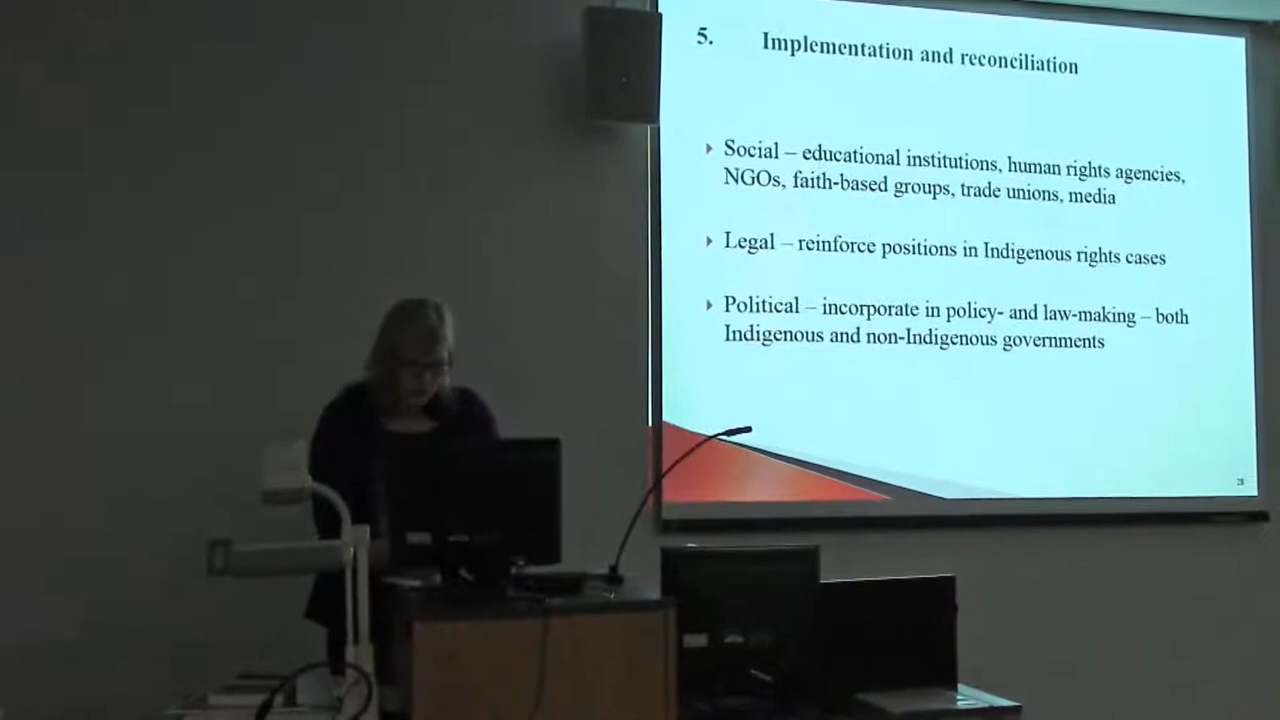 5. Implementation and reconciliation
Social – educational institutions, human rights agencies,
NGOs, faith-based groups, trade unions, media
Legal – reinforce positions in Indigenous rights cases
Political – incorporate in policy- and law-making – both
Indigenous and non-Indigenous governments
28